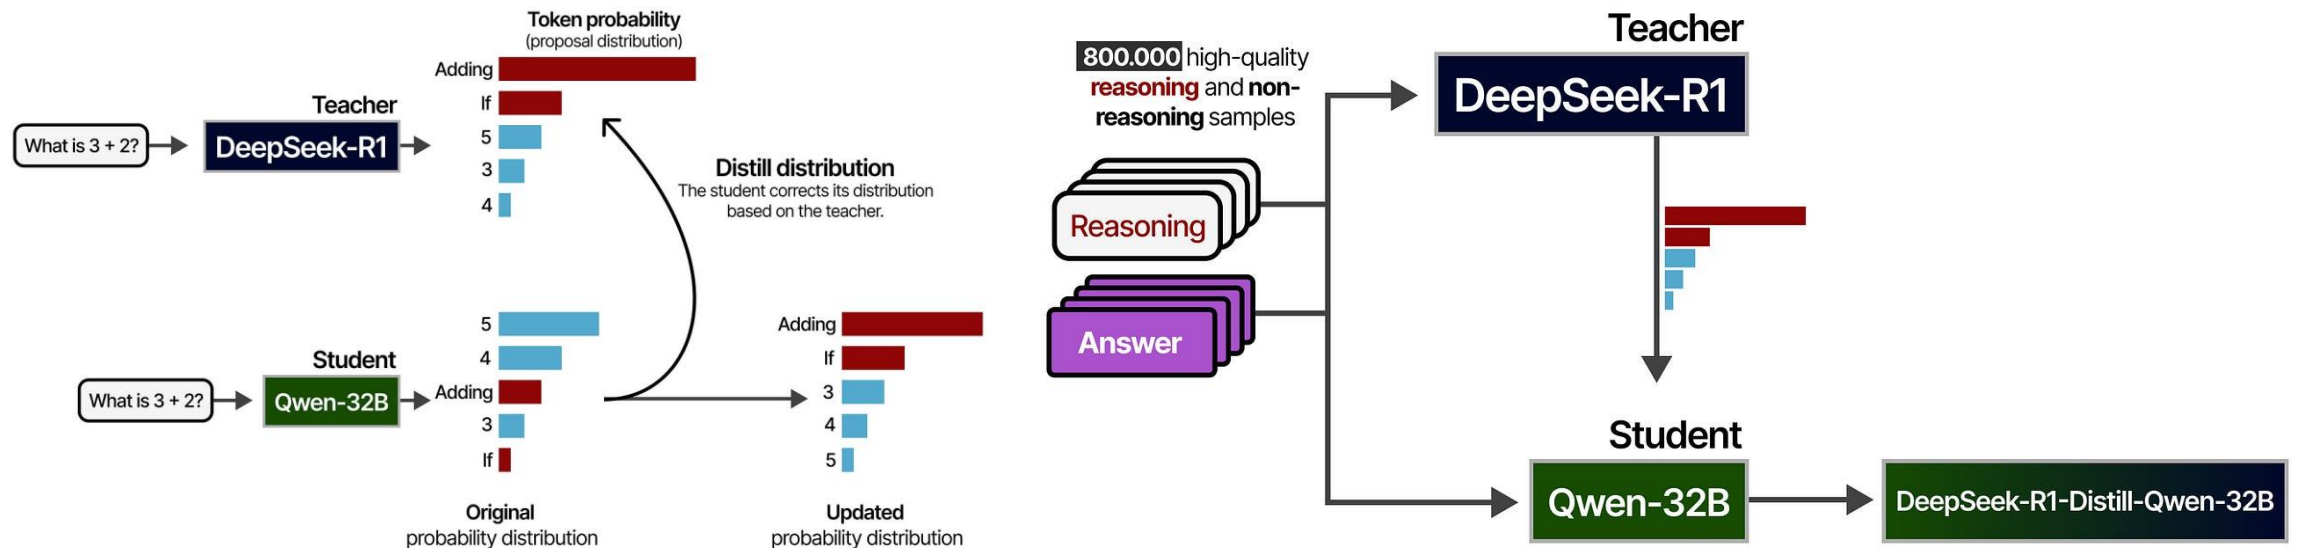 Token probability
(proposal distribution)
Adding
If
5
3
4
Teacher
What is 3 + 2?
DeepSeek-R1
Distill distribution
The student corrects its distribution
based on the teacher.
Student
What is 3 + 2?
Qwen-32B
5
4
Adding
3
If
Original
probability distribution
Adding
If
3
4
5
Updated
probability distribution
800.000 high-quality
reasoning and non-
reasoning samples
Reasoning
Answer
Teacher
DeepSeek-R1
Student
Qwen-32B
DeepSeek-R1-Distill-Qwen-32B